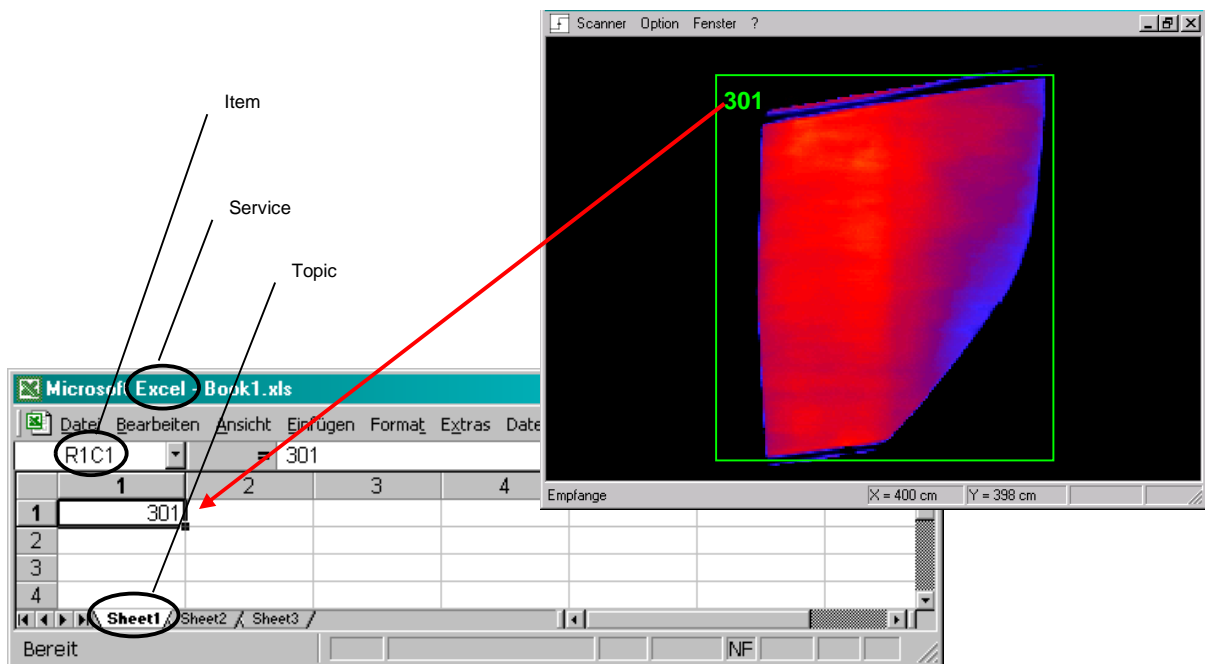 Scanner Option Fenster ?
301
Item
Service
Topic
Microsoft Excel - Book1.xls
Datei Bearbeiten Ansicht Einfügen Format Extras Date
R1C1 = 301
1 2 3 4
1 301
2
3
4
Sheet1 Sheet2 Sheet3
Bereit NF
Empfange X = 400 cm Y = 398 cm